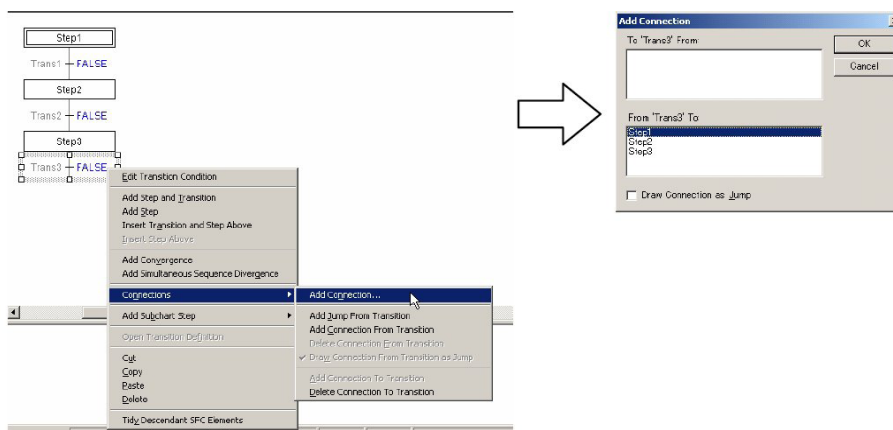 Step1
Trans1 FALSE
Step2
Trans2 FALSE
Step3
Trans3 FALSE
Edit Transition Condition
Add Step and Transition
Add Step
Insert Transition and Step Above
Insert Step Above
Add Convergence
Add Simultaneous Sequence Divergence
Connections
Add Subchart Step
Open Transition Definition
Cut
Copy
Paste
Delete
Tidy Descendant SFC Elements
Add Connection...
Add Jump From Transition
Add Connection From Transition
Delete Connection From Transition
Draw Connection From Transition as Jump
Add Connection To Transition
Delete Connection To Transition
Add Connection
To 'Trans3' From:
OK
Cancel
From 'Trans3' To:
Step1
Step2
Step3
Draw Connection as Jump